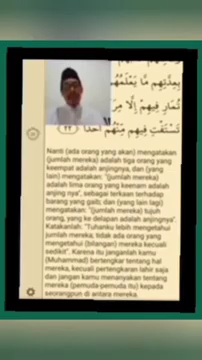 بِعِدَّتِهِم مَّا يَعْلَمُهُمْ
تُمَارِ فِيهِمْ إِلَّا مِرَ
تَسْتَفْتِ فِيهِم مِّنْهُمْ أَحَدًا ﴿٢٢﴾
Nanti (ada orang yang akan) mengatakan
(jumlah mereka) adalah tiga orang yang
keempat adalah anjingnya, dan (yang
lain) mengatakan: "(jumlah mereka)
adalah lima orang yang keenam adalah
anjing nya", sebagai terkaan terhadap
barang yang gaib; dan (yang lain lagi)
mengatakan: "(jumlah mereka) tujuh
orang, yang ke delapan adalah anjingnya".
Katakanlah: "Tuhanku lebih mengetahui
jumlah mereka; tidak ada orang yang
mengetahui (bilangan) mereka kecuali
sedikit". Karena itu janganlah kamu
(Muhammad) bertengkar tentang hal
mereka, kecuali pertengkaran lahir saja
dan jangan kamu menanyakan tentang
mereka (pemuda-pemuda itu) kepada
seorangpun di antara mereka.